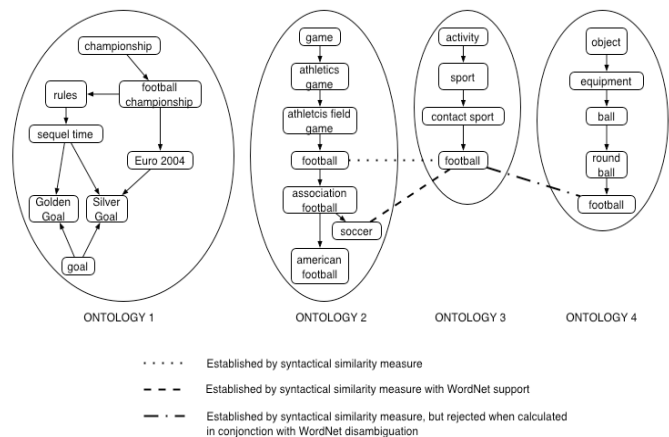 championship
football
championship
rules
sequel time
Euro 2004
Golden
Goal
Silver
Goal
goal
ONTOLOGY 1
game
athletics
game
athletcis field
game
football
association
football
soccer
american
football
ONTOLOGY 2
activity
sport
contact sport
football
ONTOLOGY 3
object
equipment
ball
round
ball
football
ONTOLOGY 4
Established by syntactical similarity measure
Established by syntactical similarity measure with WordNet support
Established by syntactical similarity measure, but rejected when calculated
in conjection with WordNet disambiguation